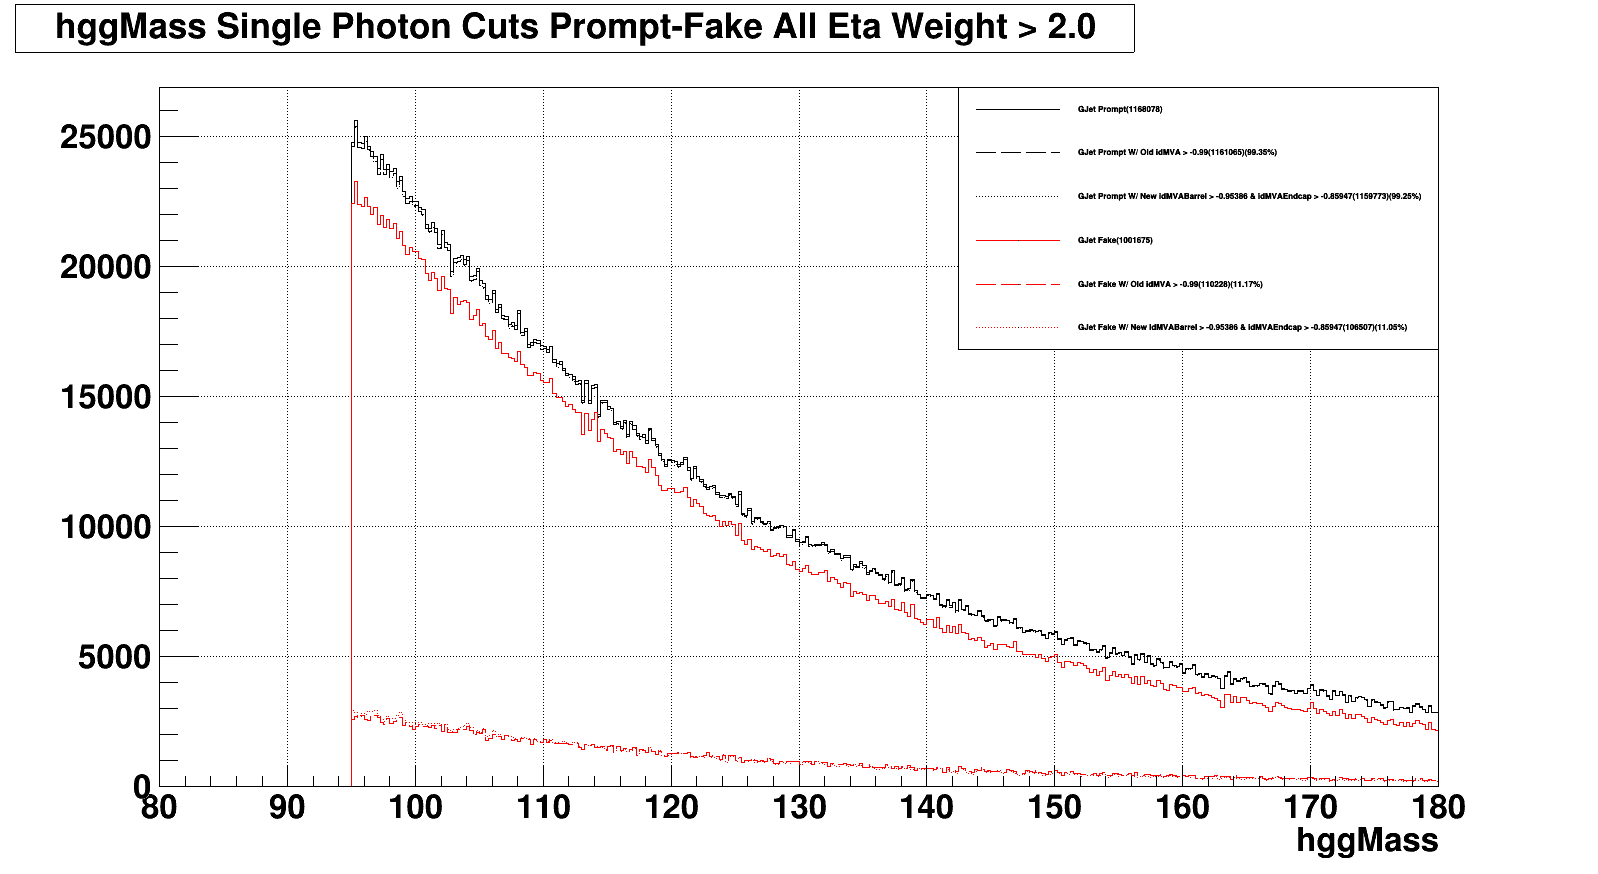 hggMass Single Photon Cuts Prompt-Fake All Eta Weight > 2.0
GJet Prompt(1168078)
GJet Prompt W/ Old IdMVA > -0.99(1161065)(99.35%)
GJet Prompt W/ New IdMVABarrel > -0.95386 & IdMVAEndcap > -0.85947(1159773)(99.25%)
GJet Fake(1001675)
GJet Fake W/ Old IdMVA > -0.99(110228)(11.17%)
GJet Fake W/ New IdMVABarrel > -0.95386 & IdMVAEndcap > -0.85947(106507)(11.05%)
25000
20000
15000
10000
5000
0
80 90 100 110 120 130 140 150 160 170 180
hggMass